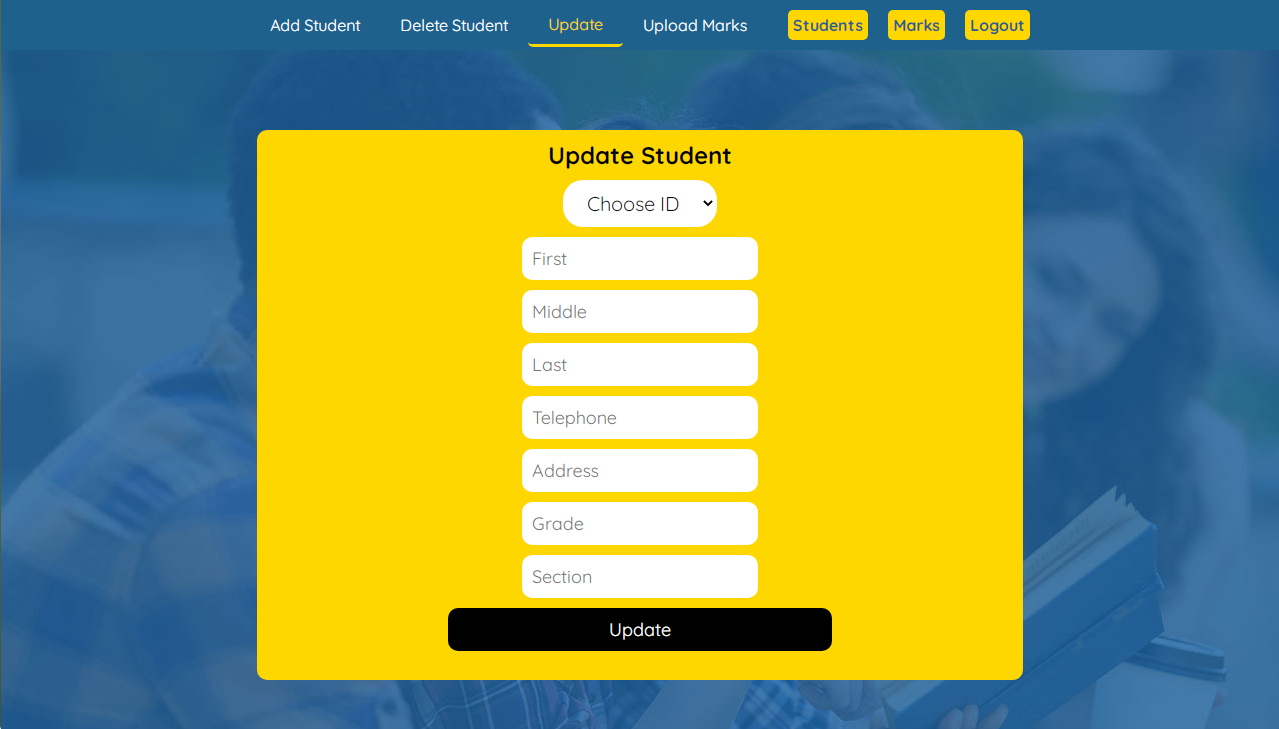 Add Student Delete Student Update Upload Marks Students Marks Logout
Update Student
Choose ID
First
Middle
Last
Telephone
Address
Grade
Section
Update